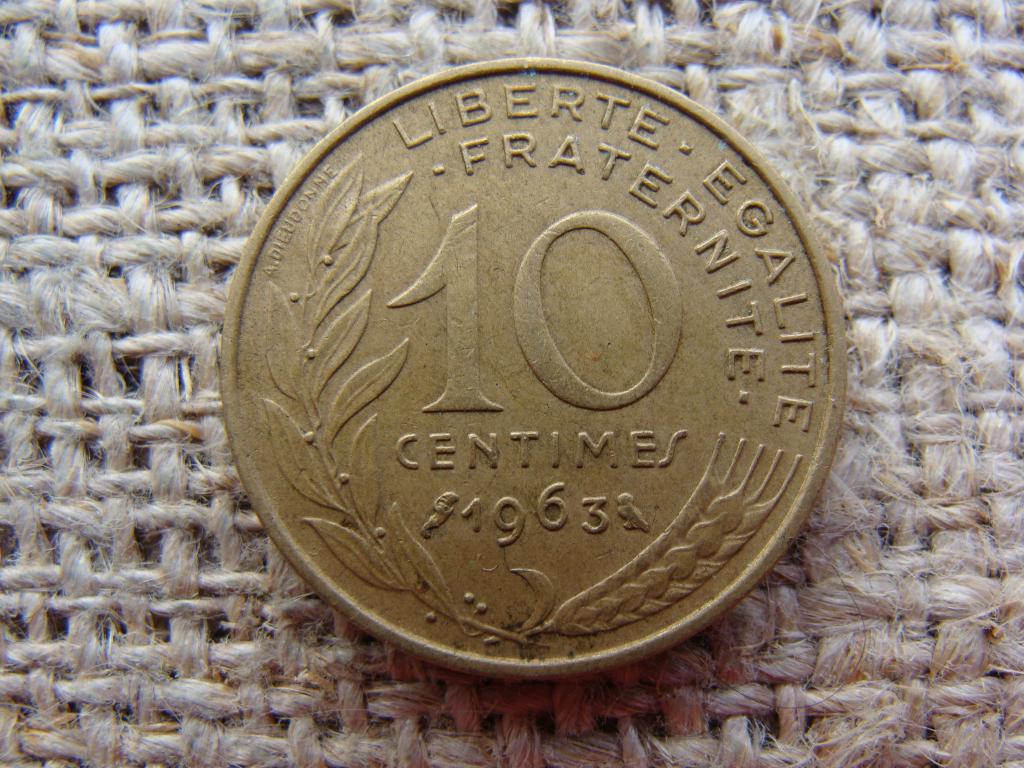 LIBERTE · EGALITE
· FRATERNITE ·
A.DIEUDONNE
10
CENTIMES
1963